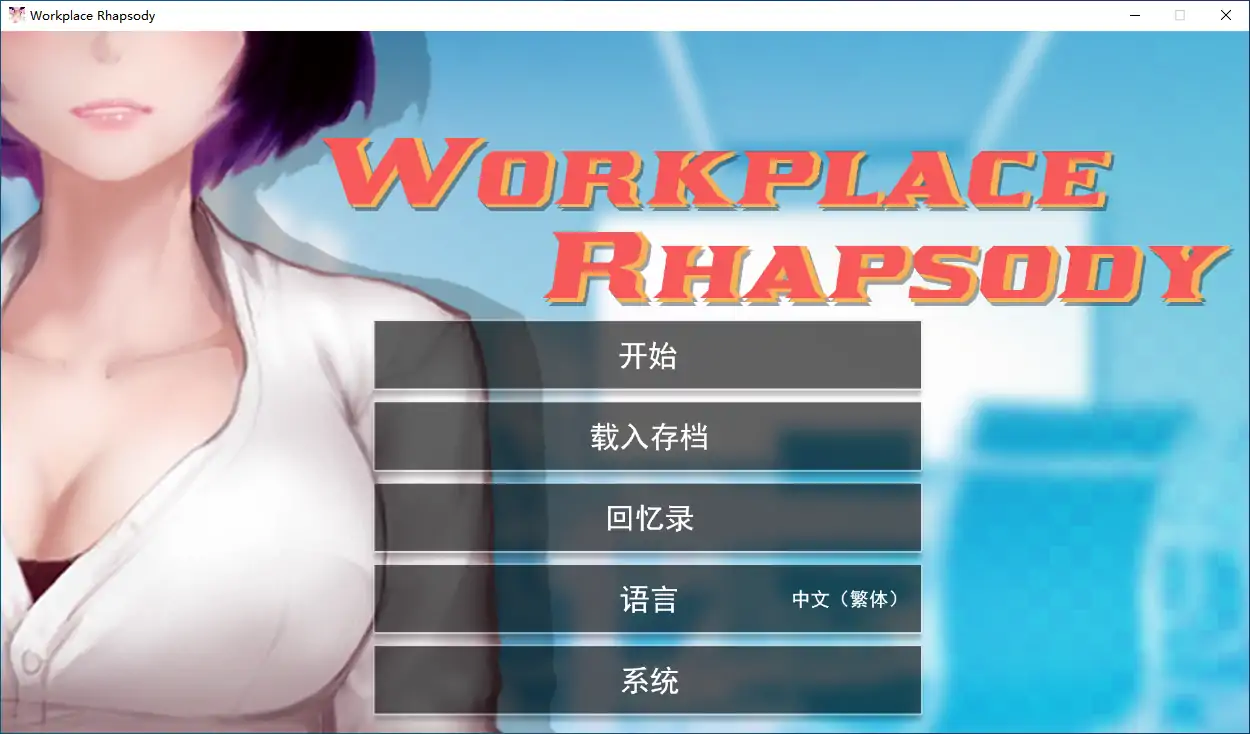 Workplace Rhapsody
WORKPLACE
RHAPSODY
开始
载入存档
回忆录
语言 中文（繁体）
系统